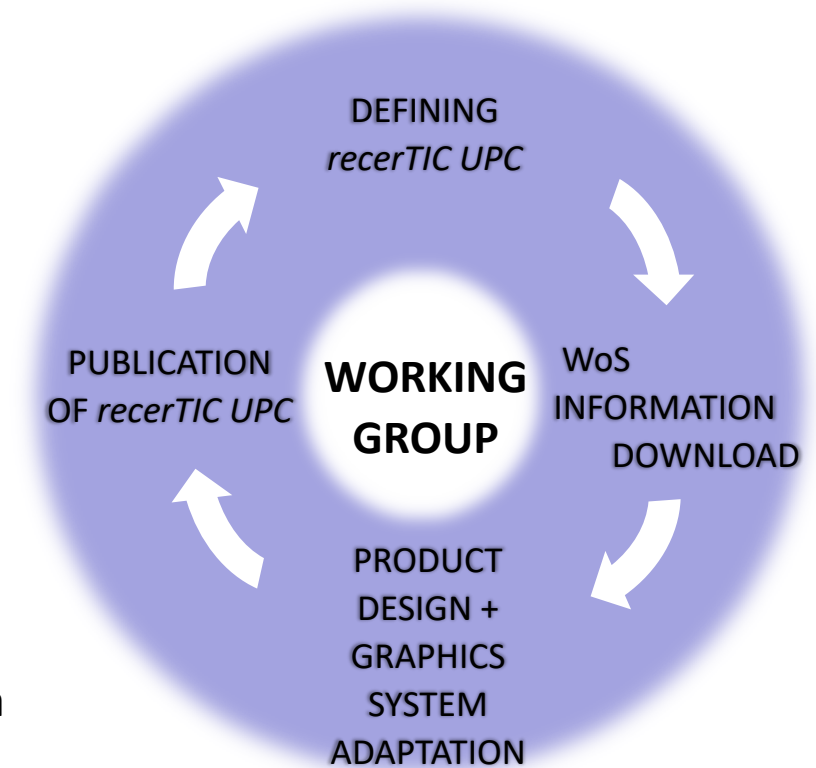 DEFINING
recerTIC UPC
PUBLICATION
OF recerTIC UPC
WORKING
GROUP
WoS
INFORMATION
DOWNLOAD
PRODUCT
DESIGN +
GRAPHICS
SYSTEM
ADAPTATION